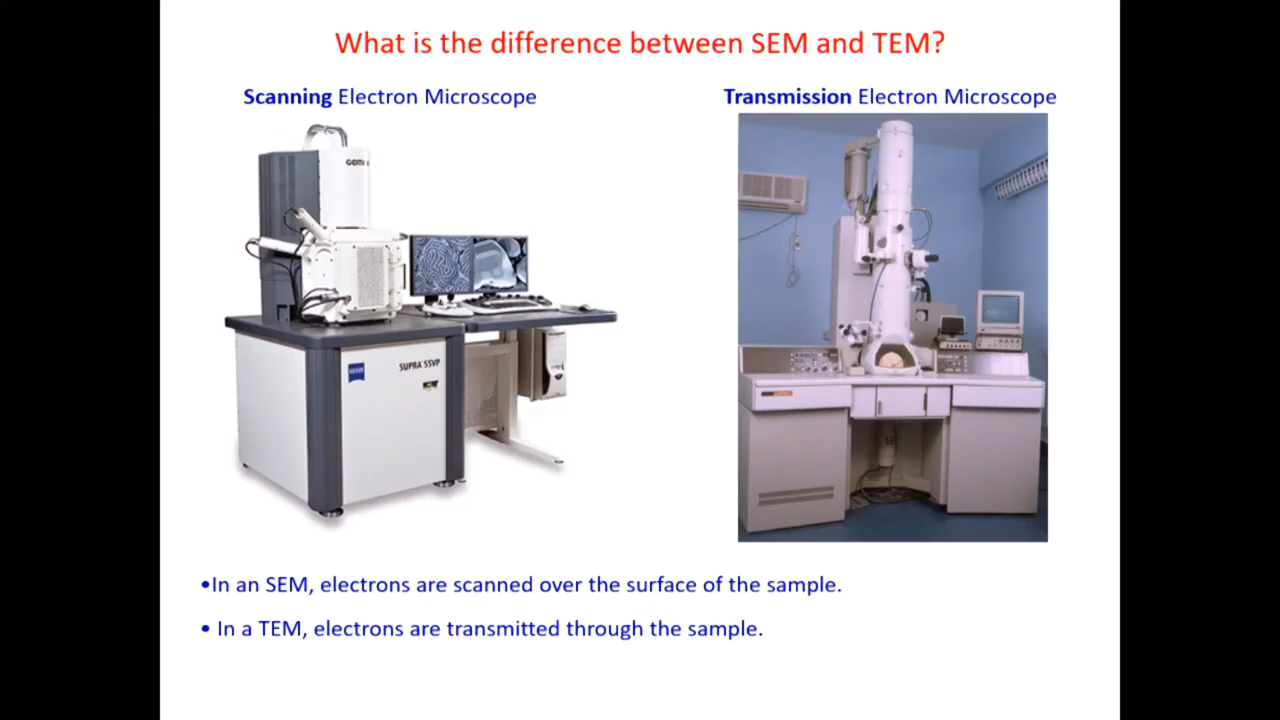 What is the difference between SEM and TEM?
Scanning Electron Microscope
Transmission Electron Microscope
SUPRA 55VP
•In an SEM, electrons are scanned over the surface of the sample.
• In a TEM, electrons are transmitted through the sample.